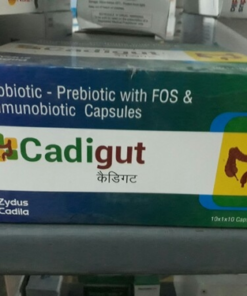 obiotic - Prebiotic with FOS &
munobiotic Capsules
Cadigut
कैडिगट
Zydus
Cadila
10x1x10 Cap